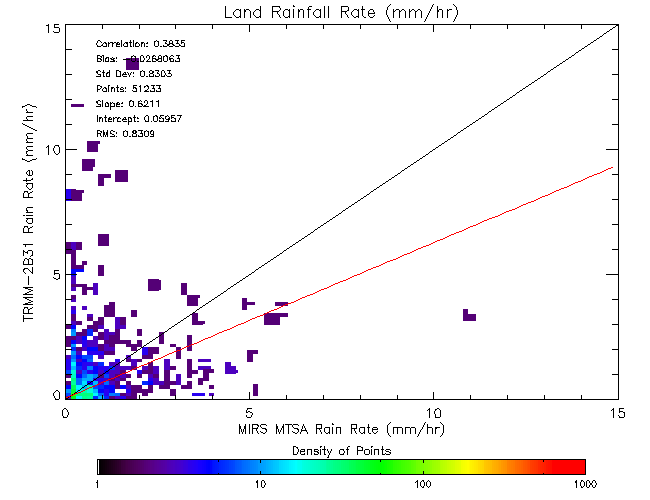 Land Rainfall Rate (mm/hr)
15
Correlation: 0.3835
Bias: -0.0268063
Std Dev: 0.8303
Points: 51233
Slope: 0.6211
Intercept: 0.05957
RMS: 0.8309
10
TRMM-2B31 Rain Rate (mm/hr)
5
0
0 5 10 15
MIRS MTSA Rain Rate (mm/hr)
Density of Points
1 10 100 1000